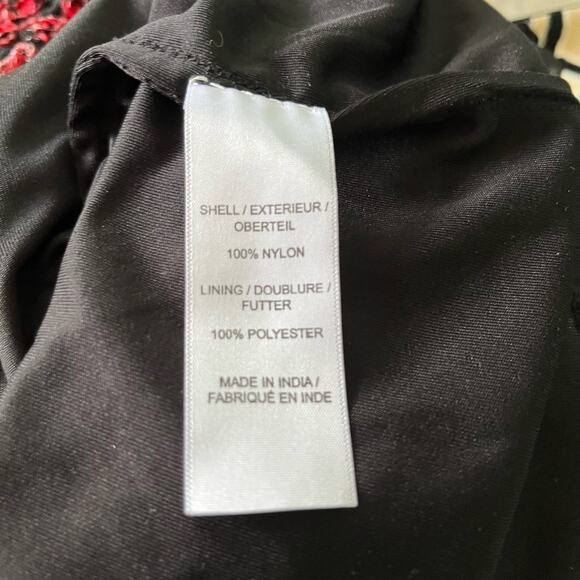 SHELL / EXTERIEUR /
OBERTEIL
100% NYLON
LINING / DOUBLURE /
FUTTER
100% POLYESTER
MADE IN INDIA /
FABRIQUÉ EN INDE